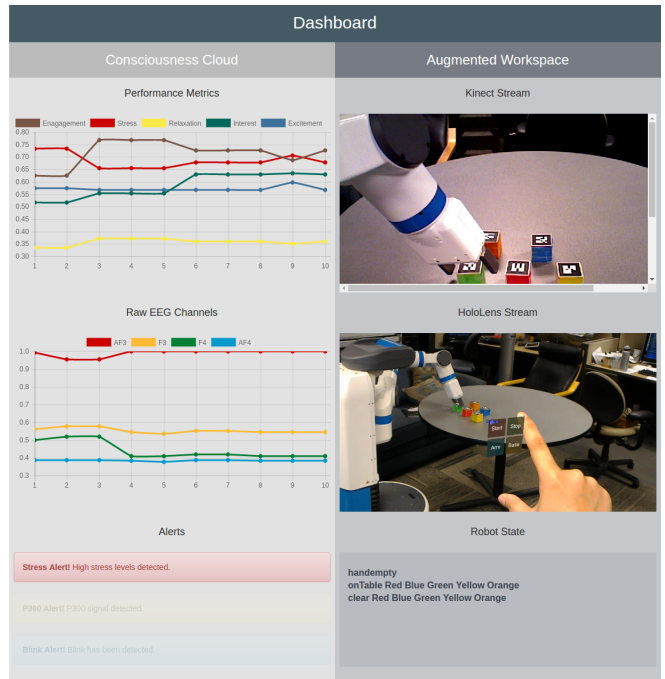 Dashboard
Consciousness Cloud
Augmented Workspace
Performance Metrics
Enagagement Stress Relaxation Interest Excitement
0.80
0.75
0.70
0.65
0.60
0.55
0.50
0.45
0.40
0.35
0.30
1 2 3 4 5 6 7 8 9 10
Kinect Stream
Raw EEG Channels
AF3 F3 F4 AF4
1.0
0.9
0.8
0.7
0.6
0.5
0.4
0.3
1 2 3 4 5 6 7 8 9 10
HoloLens Stream
Start Stop
Arm Base
Alerts
Stress Alert! High stress levels detected.
P300 Alert! P300 signal detected.
Blink Alert! Blink has been detected.
Robot State
handempty
onTable Red Blue Green Yellow Orange
clear Red Blue Green Yellow Orange